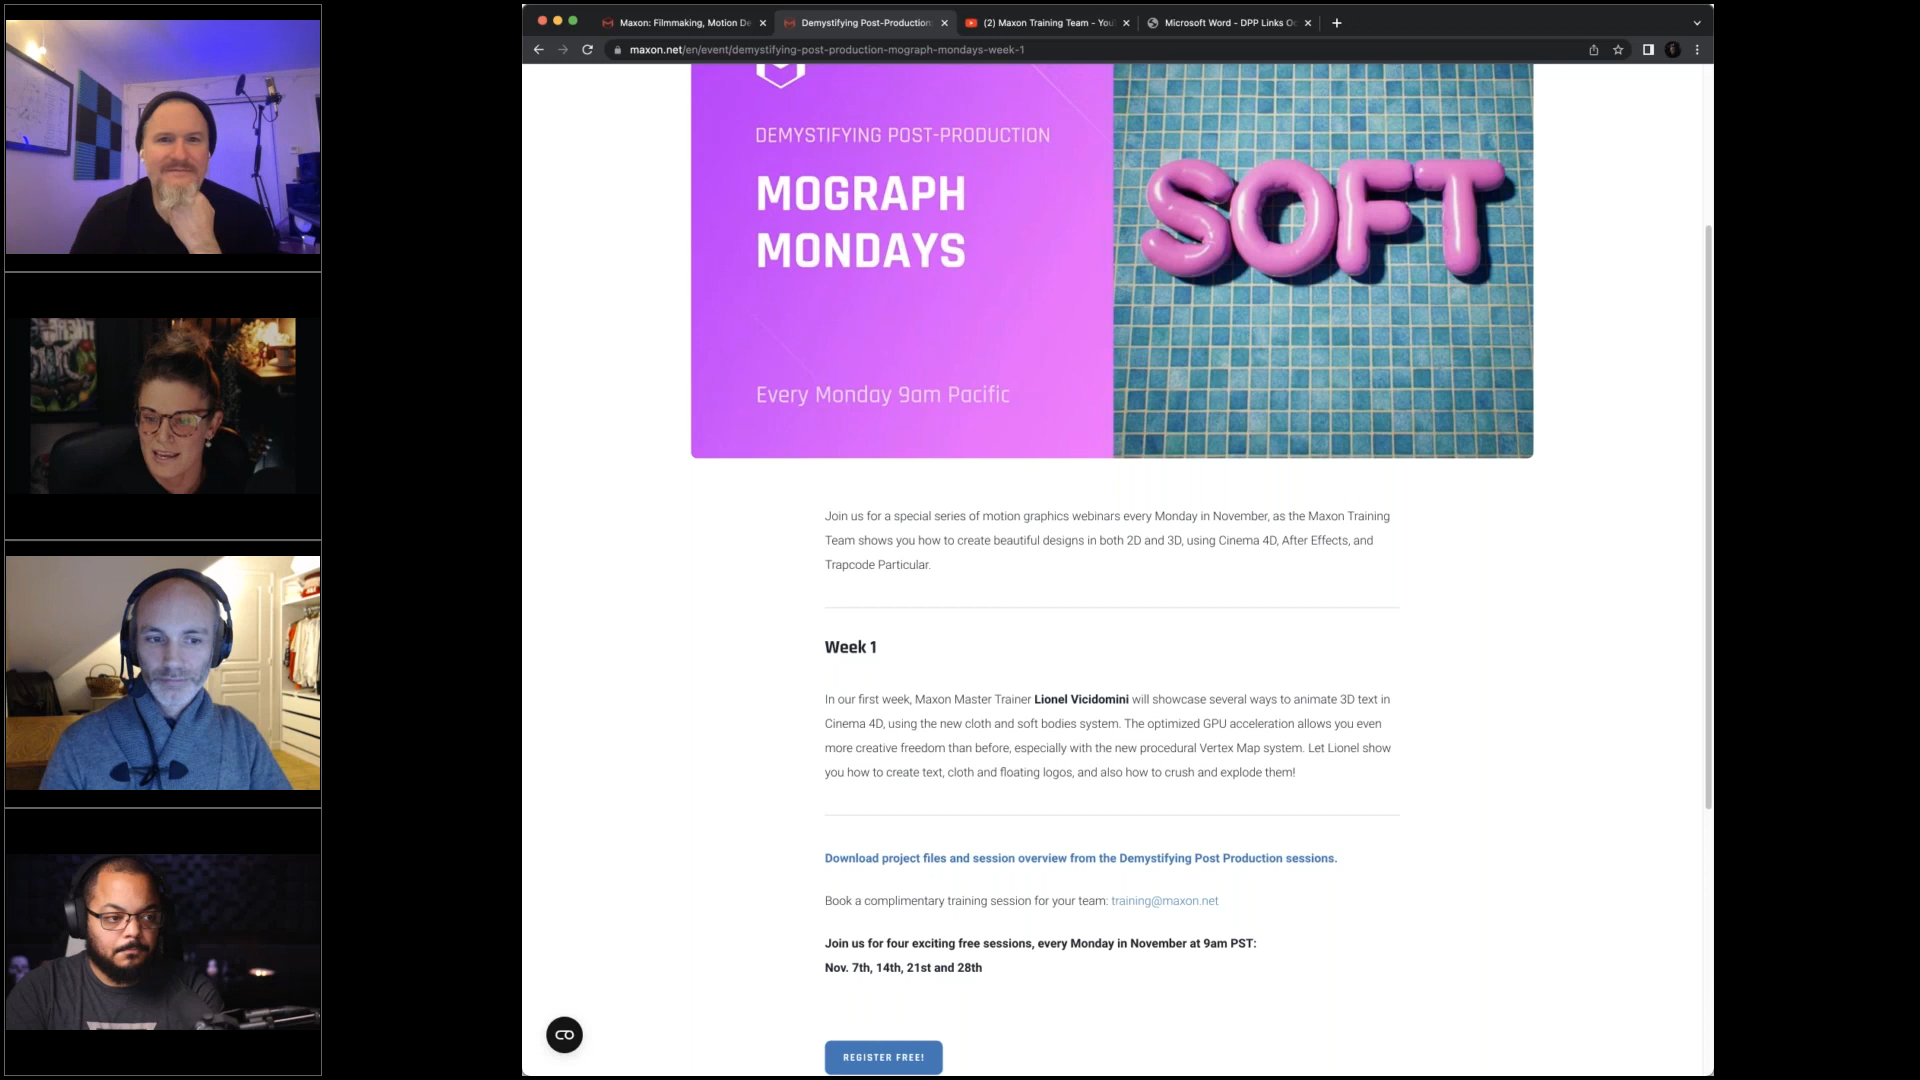 Maxon: Filmmaking, Motion De
Demystifying Post-Production:
(2) Maxon Training Team - You
Microsoft Word - DPP Links Oc
maxon.net/en/event/demystifying-post-production-mograph-mondays-week-1
DEMYSTIFYING POST-PRODUCTION
MOGRAPH
MONDAYS
Every Monday 9am Pacific
SOFT
Join us for a special series of motion graphics webinars every Monday in November, as the Maxon Training
Team shows you how to create beautiful designs in both 2D and 3D, using Cinema 4D, After Effects, and
Trapcode Particular.
Week 1
In our first week, Maxon Master Trainer Lionel Vicidomini will showcase several ways to animate 3D text in
Cinema 4D, using the new cloth and soft bodies system. The optimized GPU acceleration allows you even
more creative freedom than before, especially with the new procedural Vertex Map system. Let Lionel show
you how to create text, cloth and floating logos, and also how to crush and explode them!
Download project files and session overview from the Demystifying Post Production sessions.
Book a complimentary training session for your team: training@maxon.net
Join us for four exciting free sessions, every Monday in November at 9am PST:
Nov. 7th, 14th, 21st and 28th
REGISTER FREE!